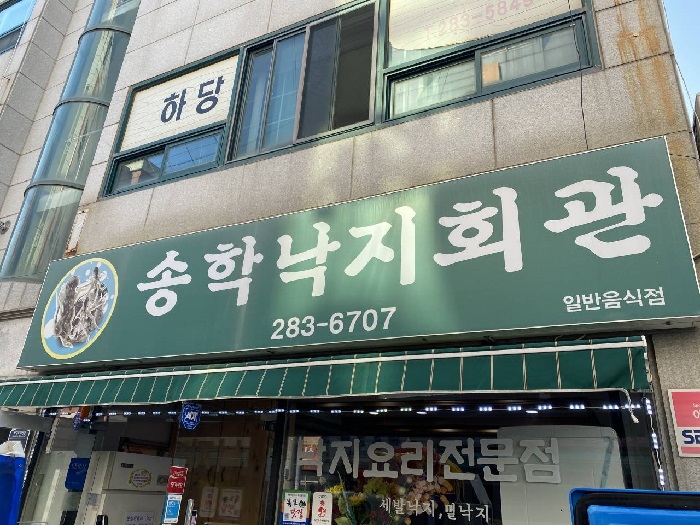 283-5849
하당
송학낙지회관
283-6707
일반음식점
낙지요리전문점
세발낙지,뻘낙지